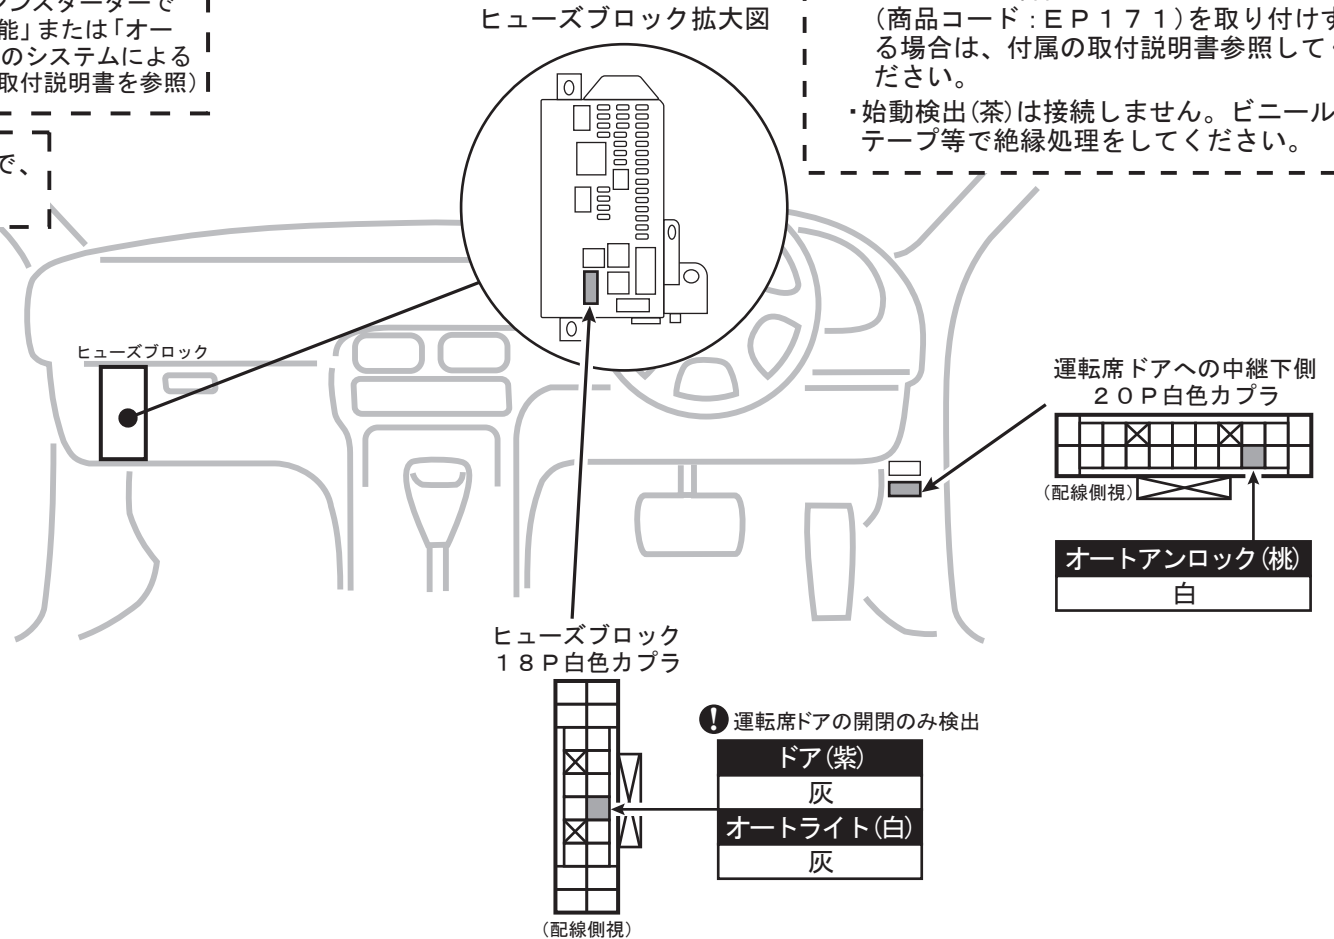 ンスターターで
能」または「オー
のシステムによる
取付説明書を参照)
で、
ヒューズブロック拡大図
(商品コード:EP171)を取り付けす
る場合は、付属の取付説明書参照してく
ださい。
・始動検出(茶)は接続しません。ビニール
テープ等で絶縁処理をしてください。
ヒューズブロック
運転席ドアへの中継下側
20P白色カプラ
(配線側視)
オートアンロック(桃)
白
ヒューズブロック
18P白色カプラ
運転席ドアの開閉のみ検出
ドア(紫)
灰
オートライト(白)
灰
(配線側視)